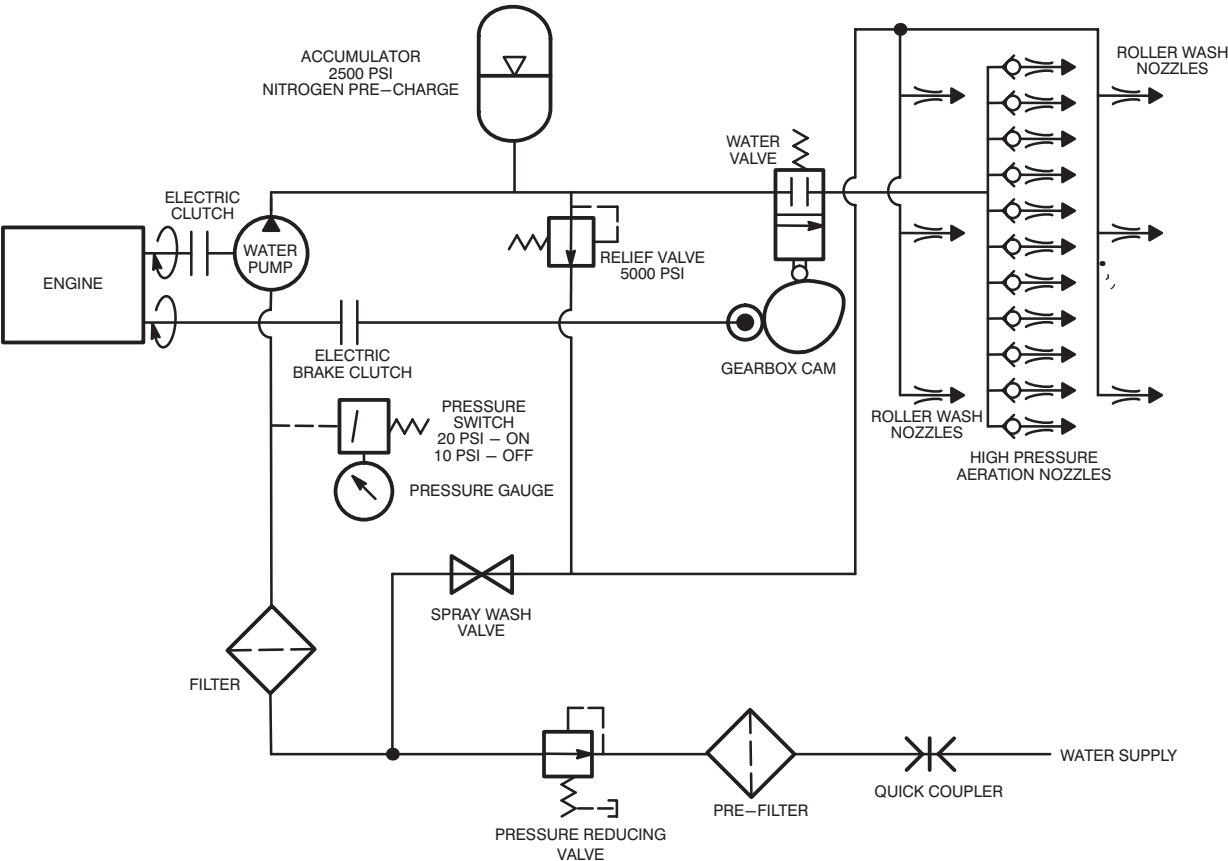 ACCUMULATOR
2500 PSI
NITROGEN PRE–CHARGE
ROLLER WASH
NOZZLES
WATER
VALVE
ELECTRIC
CLUTCH
WATER
PUMP
ENGINE
RELIEF VALVE
5000 PSI
ELECTRIC
BRAKE CLUTCH
GEARBOX CAM
PRESSURE
SWITCH
20 PSI – ON
10 PSI – OFF
PRESSURE GAUGE
ROLLER WASH
NOZZLES
HIGH PRESSURE
AERATION NOZZLES
SPRAY WASH
VALVE
FILTER
WATER SUPPLY
QUICK COUPLER
PRE–FILTER
PRESSURE REDUCING
VALVE